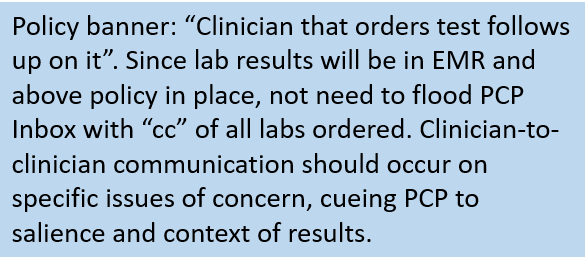 Policy banner: “Clinician that orders test follows
up on it”. Since lab results will be in EMR and
above policy in place, not need to flood PCP
Inbox with “cc” of all labs ordered. Clinician-to-
clinician communication should occur on
specific issues of concern, cueing PCP to
salience and context of results.